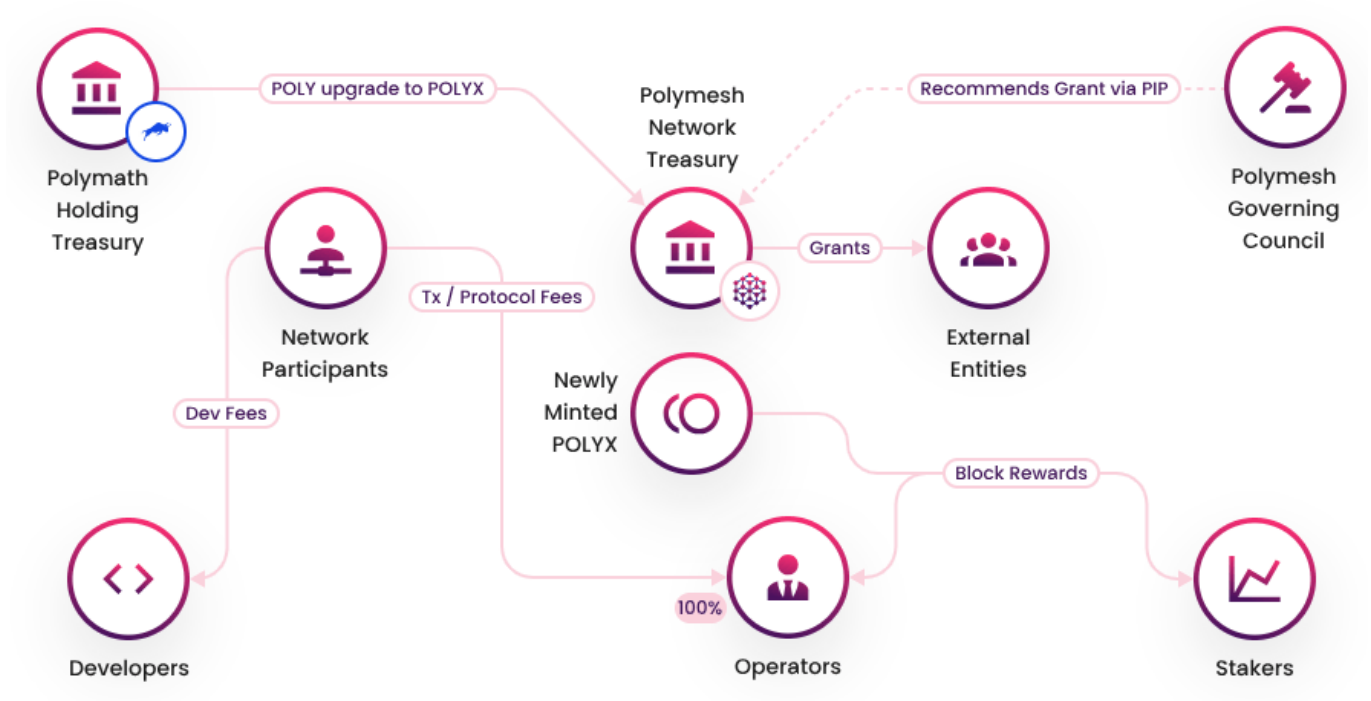 POLY upgrade to POLYX
Recommends Grant via PIP
Polymesh
Network
Treasury
Polymath
Holding
Treasury
Polymesh
Governing
Council
Grants
Tx / Protocol Fees
Network
Participants
External
Entities
Newly
Minted
POLYX
Dev Fees
Block Rewards
100%
Developers
Operators
Stakers